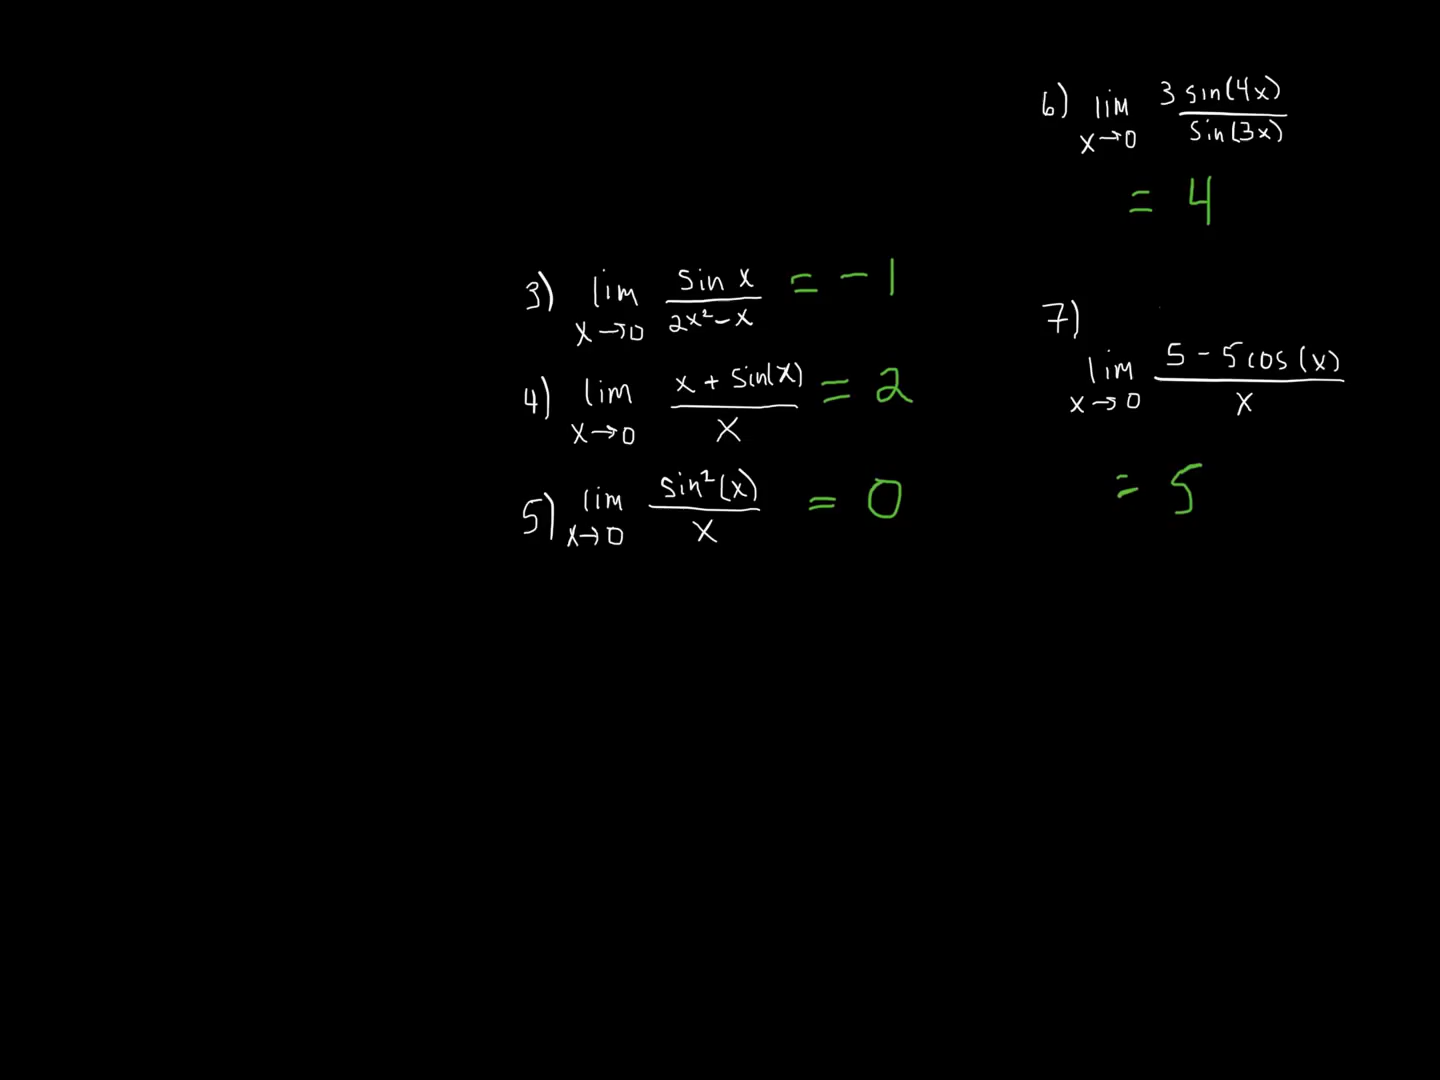 3) lim x→0 sin x / 2x² - x = -1
4) lim x→0 x + sin(x) / x = 2
5) lim x→0 sin²(x) / x = 0
6) lim x→0 3 sin(4x) / sin(3x)
= 4
7)
lim x→0 5 - 5cos(x) / x
= 5